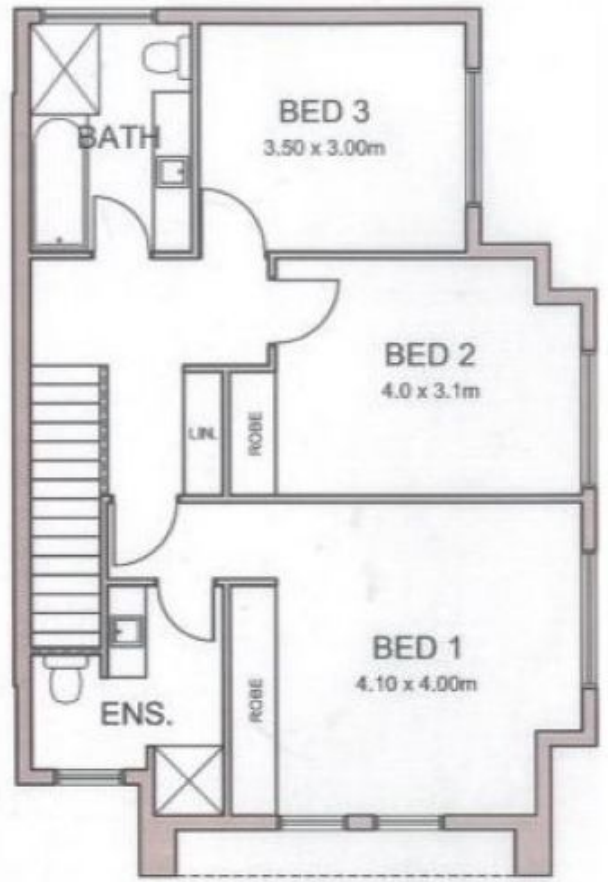 BED 3
3.50 x 3.00m
BATH
BED 2
4.0 x 3.1m
LIN.
ROBE
BED 1
4.10 x 4.00m
ROBE
ENS.